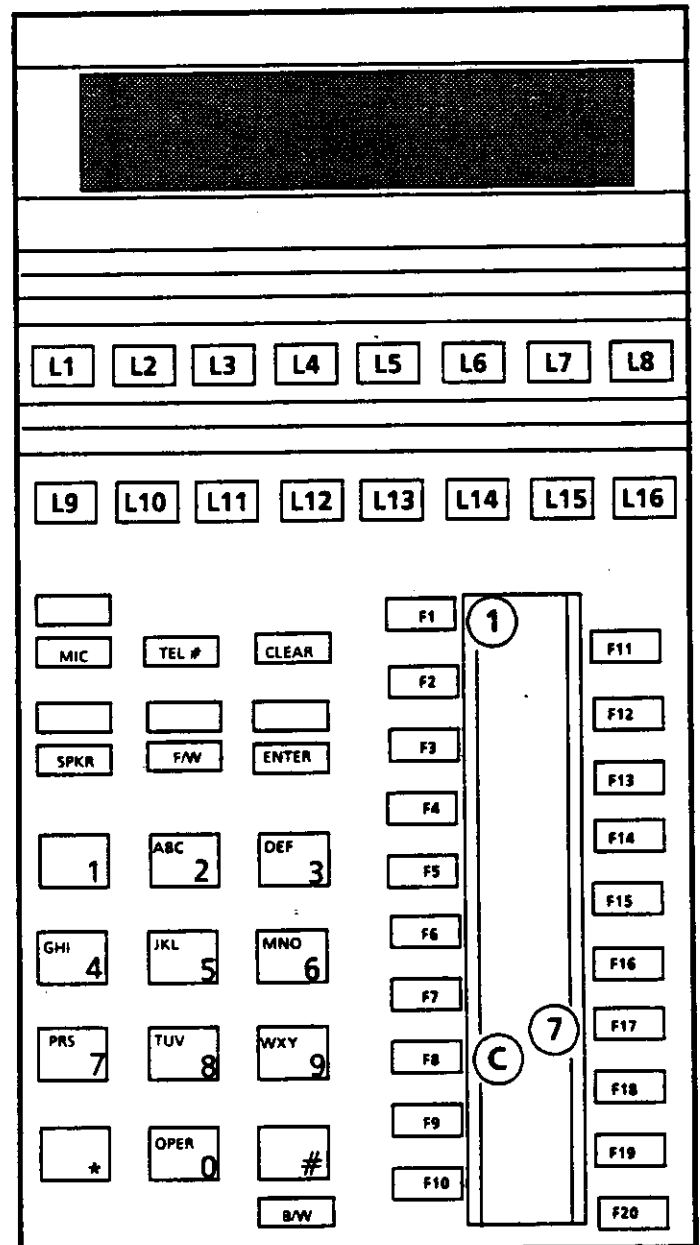 L1 L2 L3 L4 L5 L6 L7 L8
L9 L10 L11 L12 L13 L14 L15 L16
F1 1
MIC TEL # CLEAR F11
F2
F12
SPKR F/W ENTER F3
F13
F4
F14
1 ABC 2 DEF 3 F5
F15
GHI 4 JKL 5 MNO 6 F6
F16
F7
7 F17
PRS 7 TUV 8 WXY 9 F8 C
F18
F9
* OPER 0 # F19
F10
B/W F20